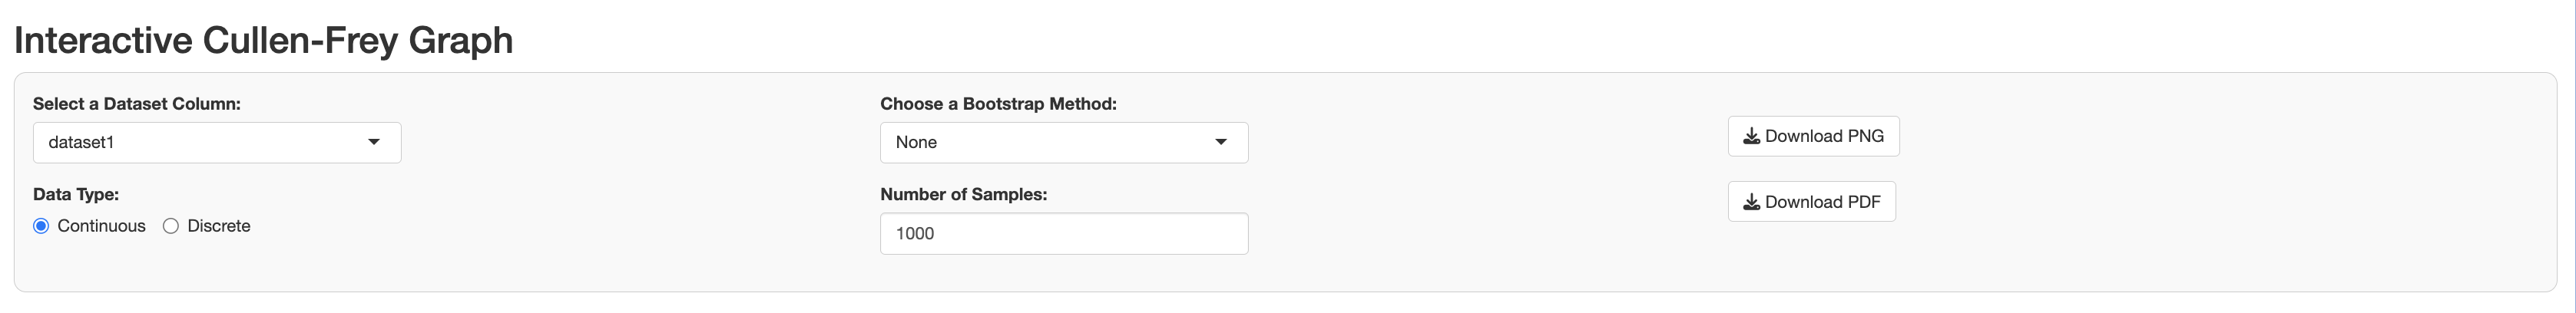 Interactive Cullen-Frey Graph
Select a Dataset Column:
dataset1
Data Type:
Continuous Discrete
Choose a Bootstrap Method:
None
Number of Samples:
1000
Download PNG
Download PDF